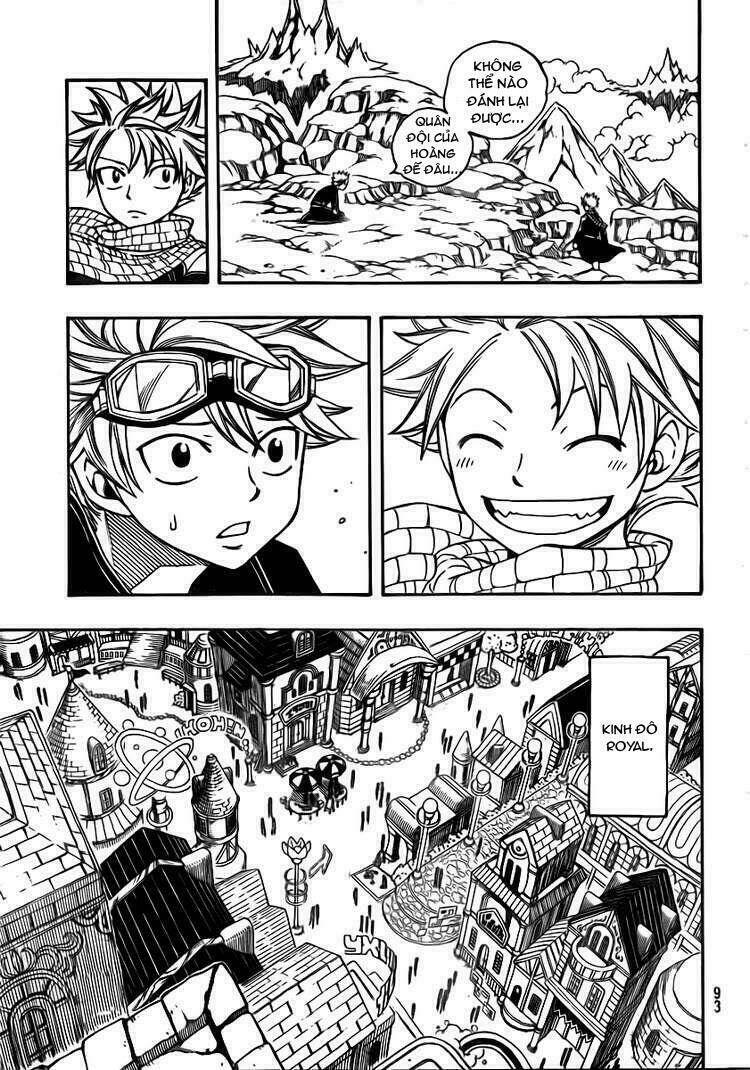 KHÔNG
THỂ NÀO
ĐÁNH LẠI
ĐƯỢC...
QUÂN
ĐỘI CỦA
HOÀNG
ĐẾ ĐÂU...
KINH ĐÔ
ROYAL.
93